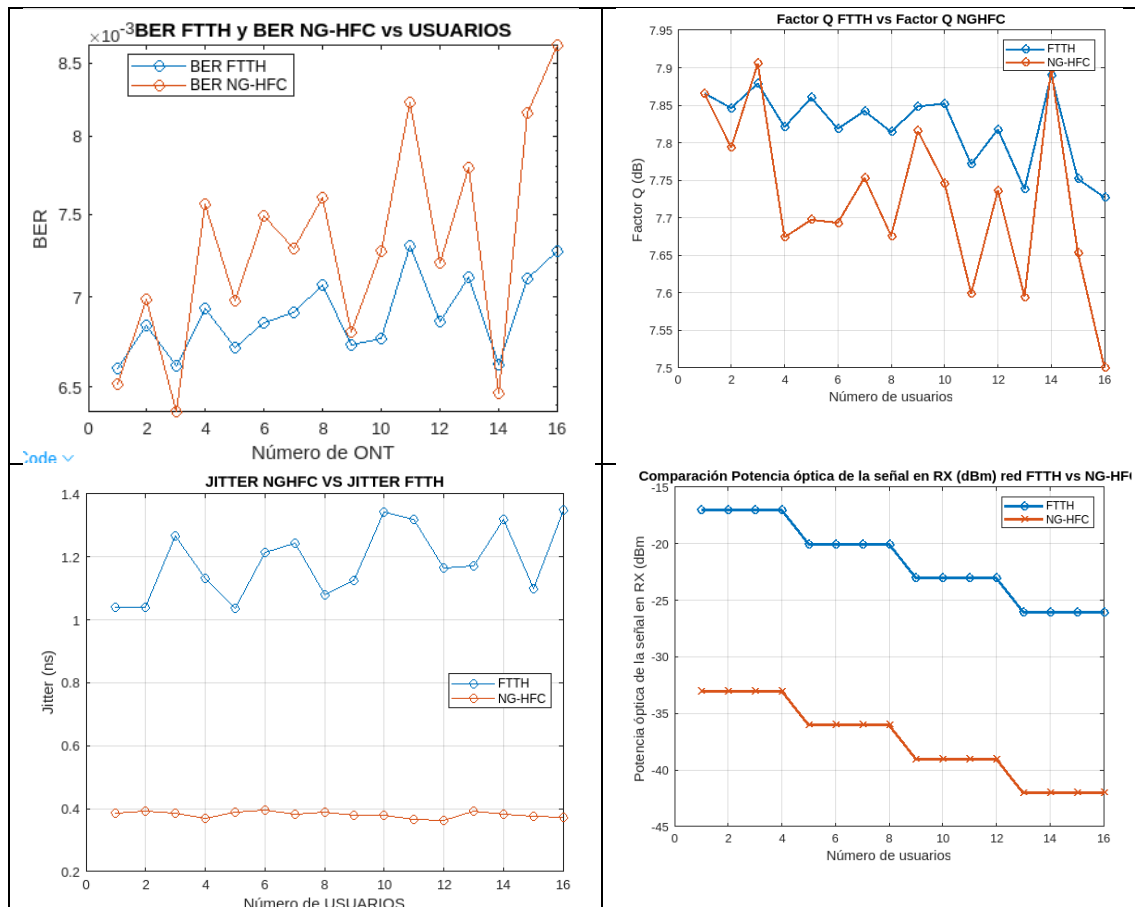 ×10-3 BER FTTH y BER NG-HFC vs USUARIOS
BER FTTH
BER NG-HFC
8.5
8
7.5
7
6.5
BER
0 2 4 6 8 10 12 14 16
Número de ONT
Code
Factor Q FTTH vs Factor Q NGHFC
FTTH
NG-HFC
7.95
7.9
7.85
7.8
7.75
7.7
7.65
7.6
7.55
7.5
Factor Q (dB)
0 2 4 6 8 10 12 14 16
Número de usuarios
JITTER NGHFC VS JITTER FTTH
1.4
1.2
1
0.8
0.6
0.4
0.2
Jitter (ns)
FTTH
NG-HFC
0 2 4 6 8 10 12 14 16
Número de USUARIOS
Comparación Potencia óptica de la señal en RX (dBm) red FTTH vs NG-HF
FTTH
NG-HFC
-15
-20
-25
-30
-35
-40
-45
Potencia óptica de la señal en RX (dBm
0 2 4 6 8 10 12 14 16
Número de usuarios